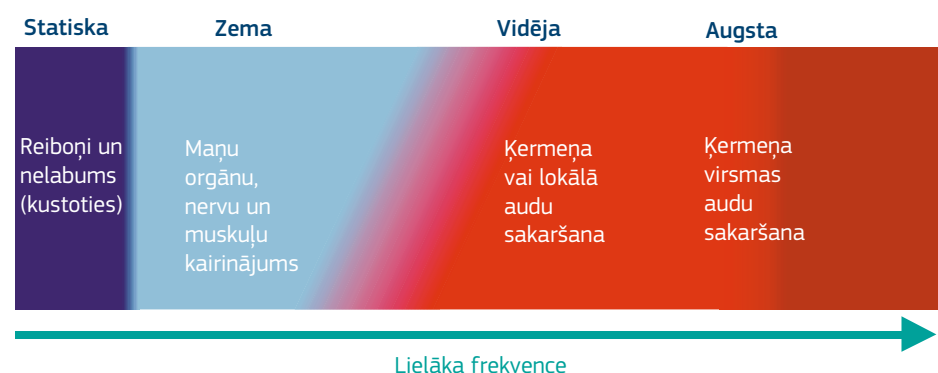 Statiska
Zema
Vidēja
Augsta
Reiboņi un
nelabums
(kustoties)
Maņu
orgānu,
nervu un
muskuļu
kairinājums
Ķermeņa
vai lokālā
audu
sakaršana
Ķermeņa
virsmas
audu
sakaršana
Lielāka frekvence